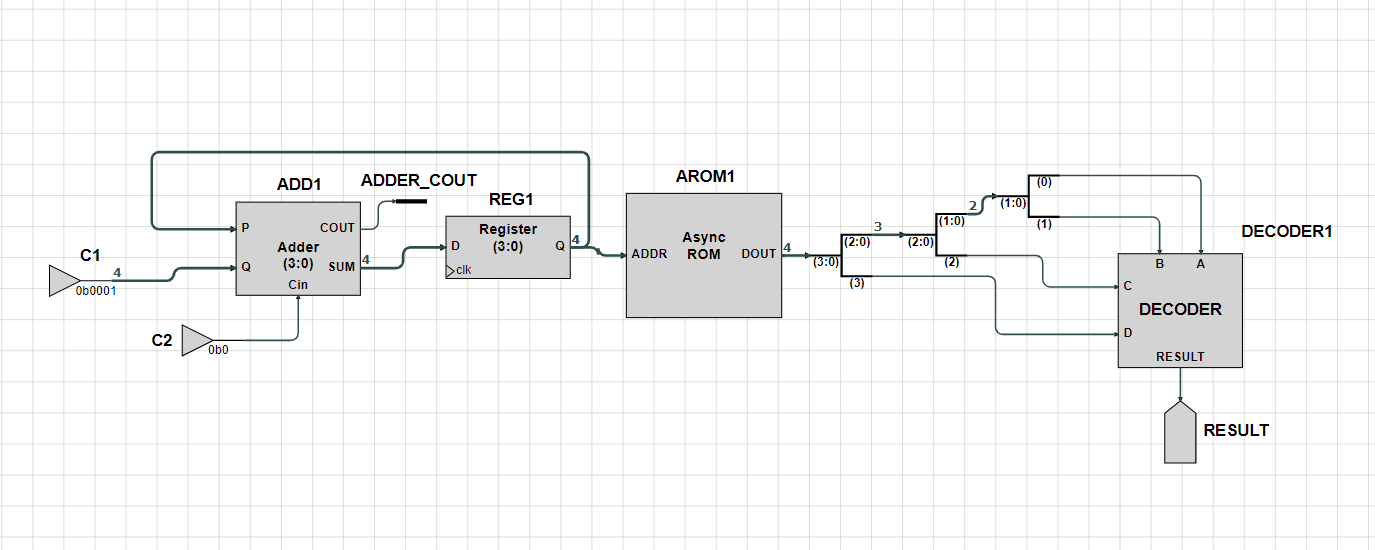 C1
4
0b0001
C2
0b0
ADD1
P
COUT
Adder
(3:0)
Q
SUM
Cin
4
ADDER_COUT
REG1
Register
(3:0)
D
Q
clk
4
AROM1
Async
ROM
ADDR
DOUT
4
(3:0)
(2:0)
(3)
3
(2:0)
(1:0)
(2)
2
(1:0)
(0)
(1)
DECODER1
B
A
C
DECODER
D
RESULT
RESULT